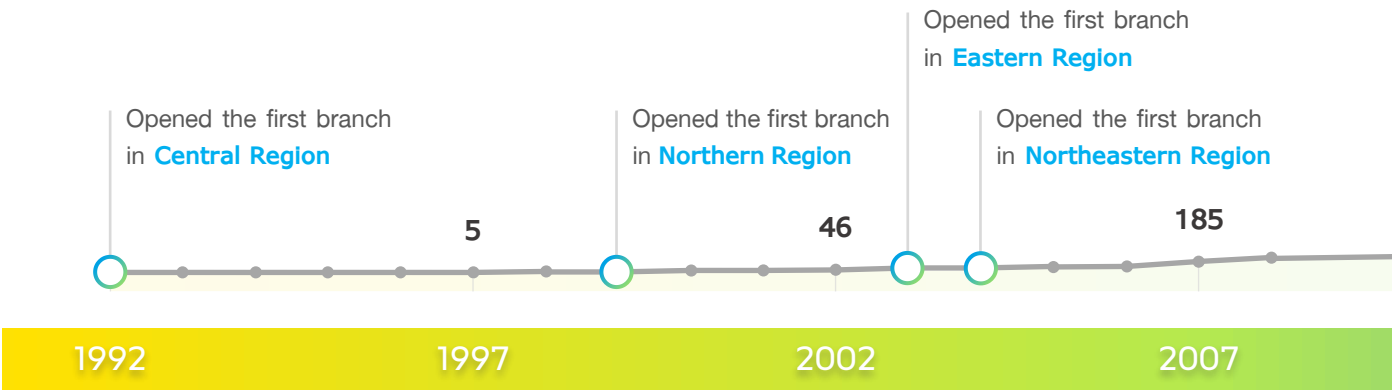 Opened the first branch
in Eastern Region
Opened the first branch
in Central Region
Opened the first branch
in Northern Region
Opened the first branch
in Northeastern Region
5
46
185
1992
1997
2002
2007